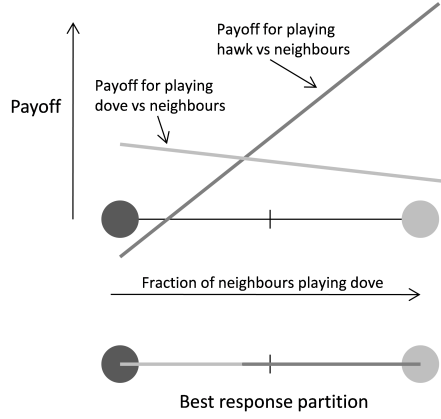 Payoff for playing
hawk vs neighbours
Payoff for playing
dove vs neighbours
Payoff
Fraction of neighbours playing dove
Best response partition